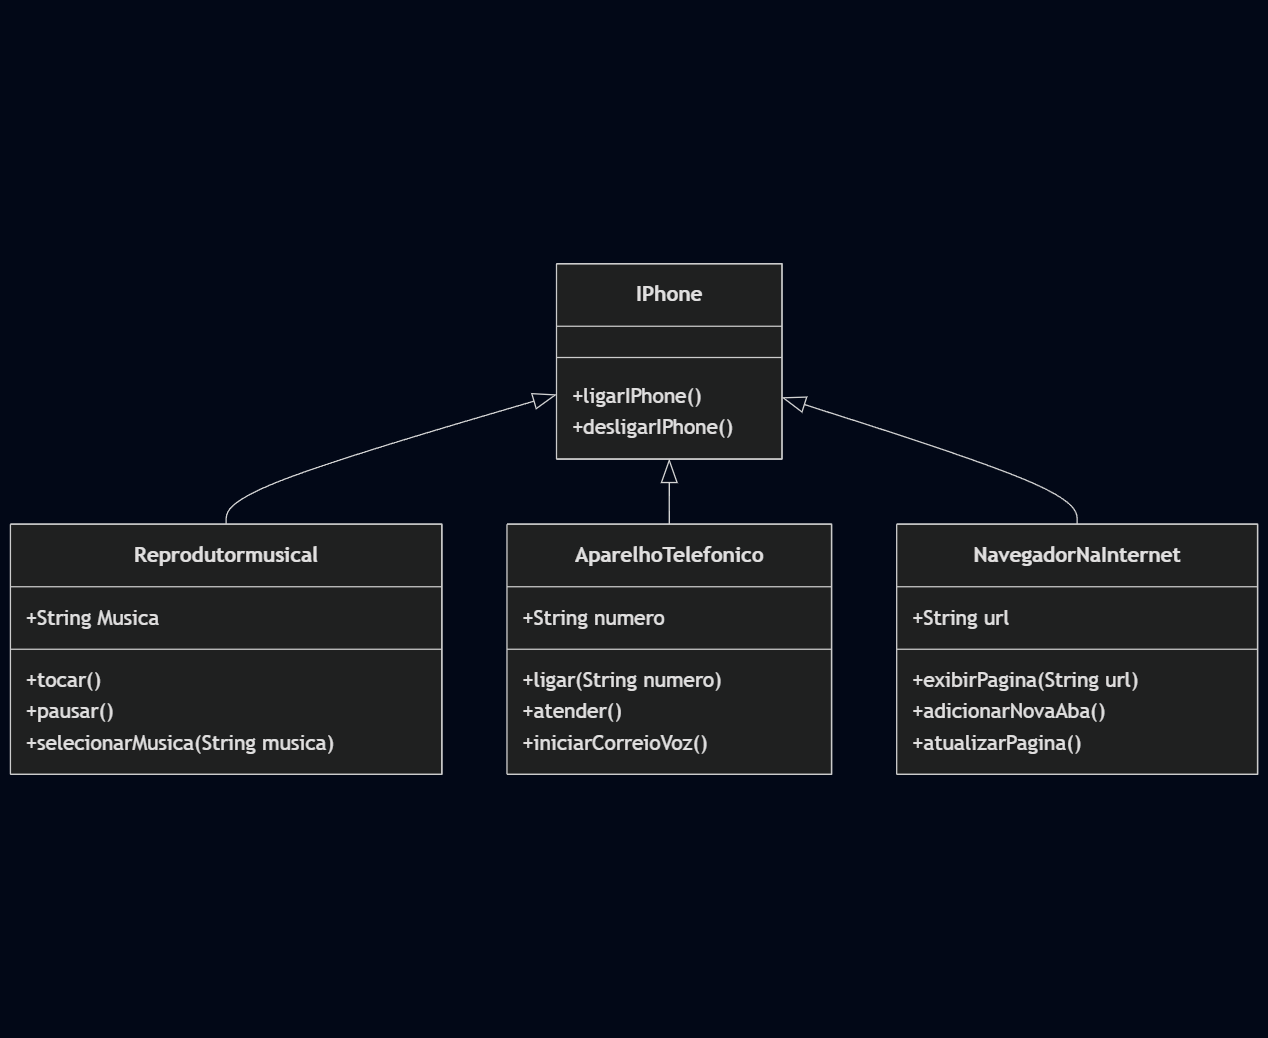 IPhone
+ligarIPhone()
+desligarIPhone()
Reprodutormusical
+String Musica
+tocar()
+pausar()
+selecionarMusica(String musica)
AparelhoTelefonico
+String numero
+ligar(String numero)
+atender()
+iniciarCorreioVoz()
NavegadorNaInternet
+String url
+exibirPagina(String url)
+adicionarNovaAba()
+atualizarPagina()